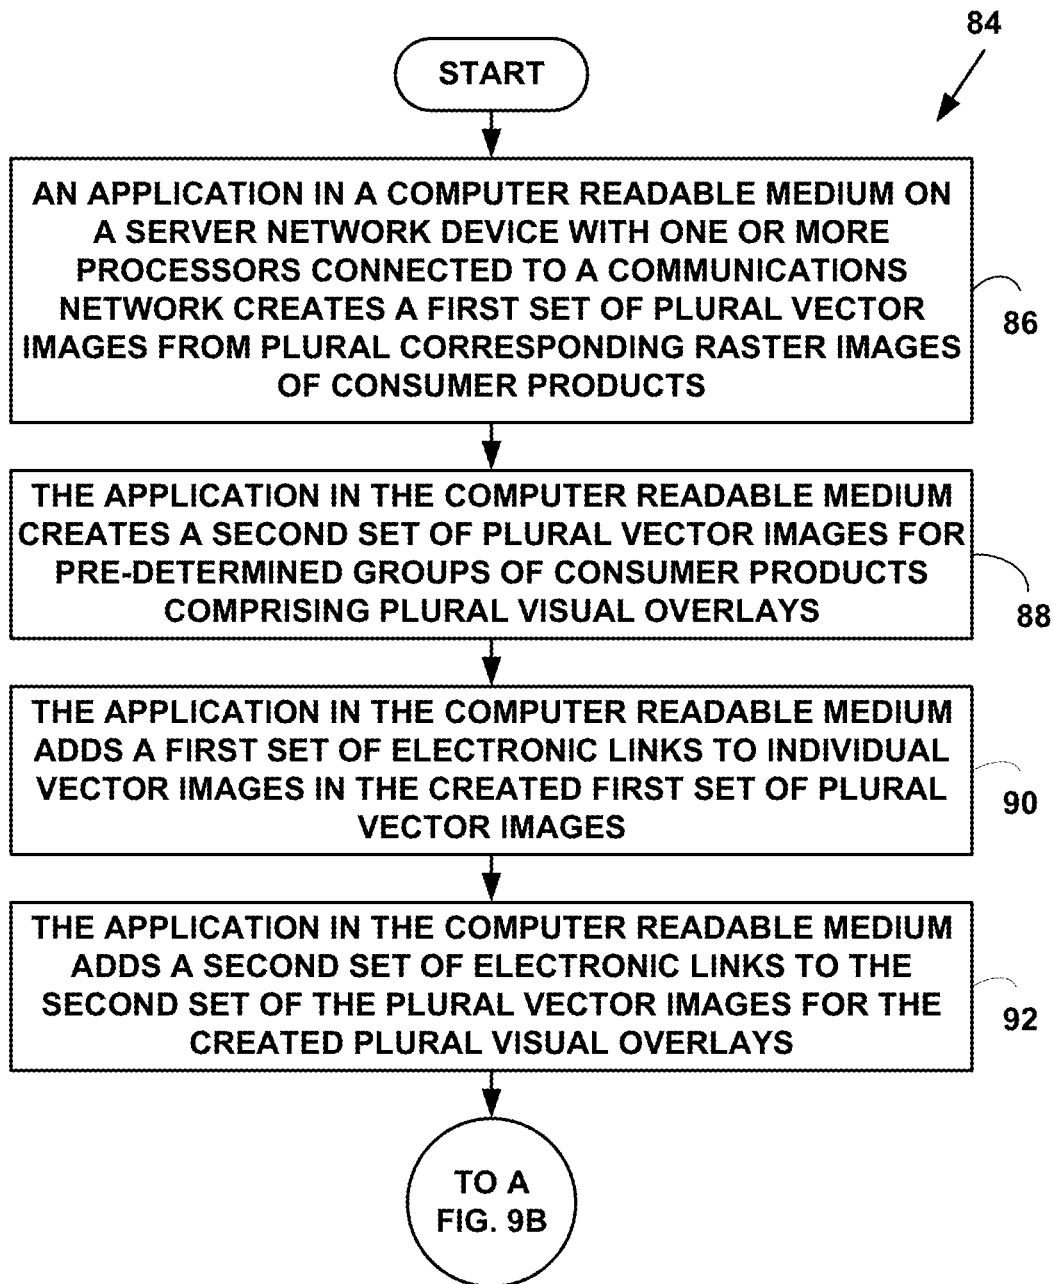 84
START
AN APPLICATION IN A COMPUTER READABLE MEDIUM ON
A SERVER NETWORK DEVICE WITH ONE OR MORE
PROCESSORS CONNECTED TO A COMMUNICATIONS
NETWORK CREATES A FIRST SET OF PLURAL VECTOR
IMAGES FROM PLURAL CORRESPONDING RASTER IMAGES
OF CONSUMER PRODUCTS
86
THE APPLICATION IN THE COMPUTER READABLE MEDIUM
CREATES A SECOND SET OF PLURAL VECTOR IMAGES FOR
PRE-DETERMINED GROUPS OF CONSUMER PRODUCTS
COMPRISING PLURAL VISUAL OVERLAYS
88
THE APPLICATION IN THE COMPUTER READABLE MEDIUM
ADDS A FIRST SET OF ELECTRONIC LINKS TO INDIVIDUAL
VECTOR IMAGES IN THE CREATED FIRST SET OF PLURAL
VECTOR IMAGES
90
THE APPLICATION IN THE COMPUTER READABLE MEDIUM
ADDS A SECOND SET OF ELECTRONIC LINKS TO THE
SECOND SET OF THE PLURAL VECTOR IMAGES FOR THE
CREATED PLURAL VISUAL OVERLAYS
92
TO A
FIG. 9B